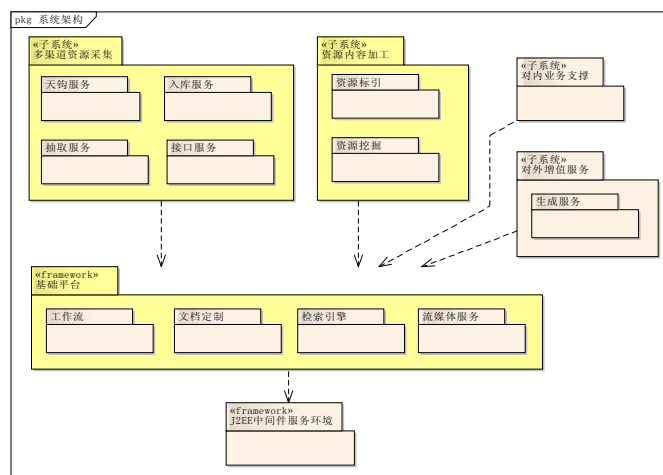 pkg 系统架构
«子系统»
多渠道资源采集
天钩服务
入库服务
抽取服务
接口服务
«子系统»
资源内容加工
资源标引
资源挖掘
«子系统»
对内业务支撑
«子系统»
对外增值服务
生成服务
«framework»
基础平台
工作流
文档定制
检索引擎
流媒体服务
«framework»
J2EE中间件服务环境